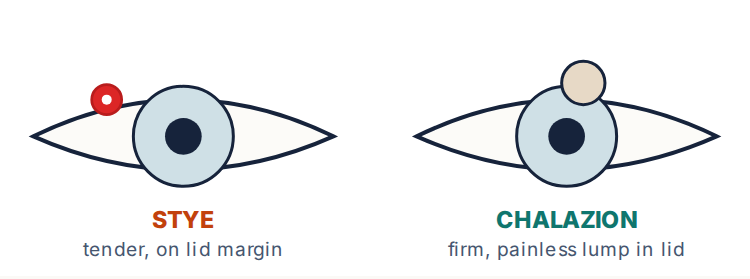 STYE
tender, on lid margin
CHALAZION
firm, painless lump in lid